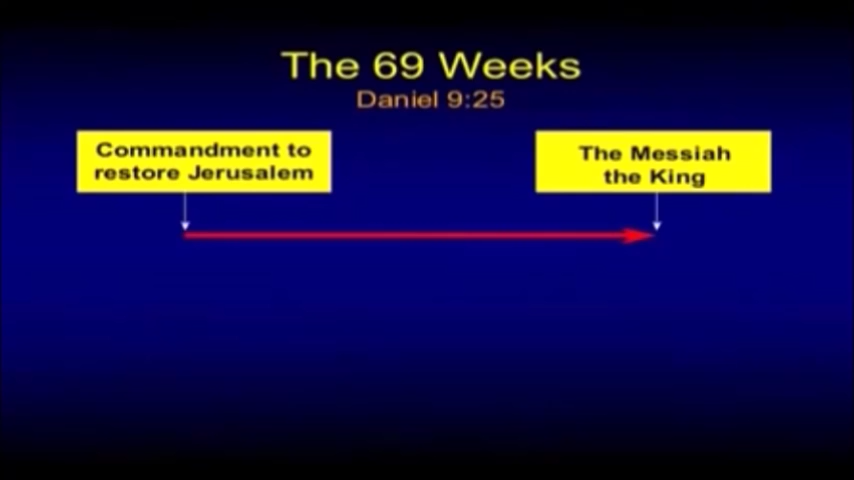 The 69 Weeks
Daniel 9:25
Commandment to
restore Jerusalem
The Messiah
the King